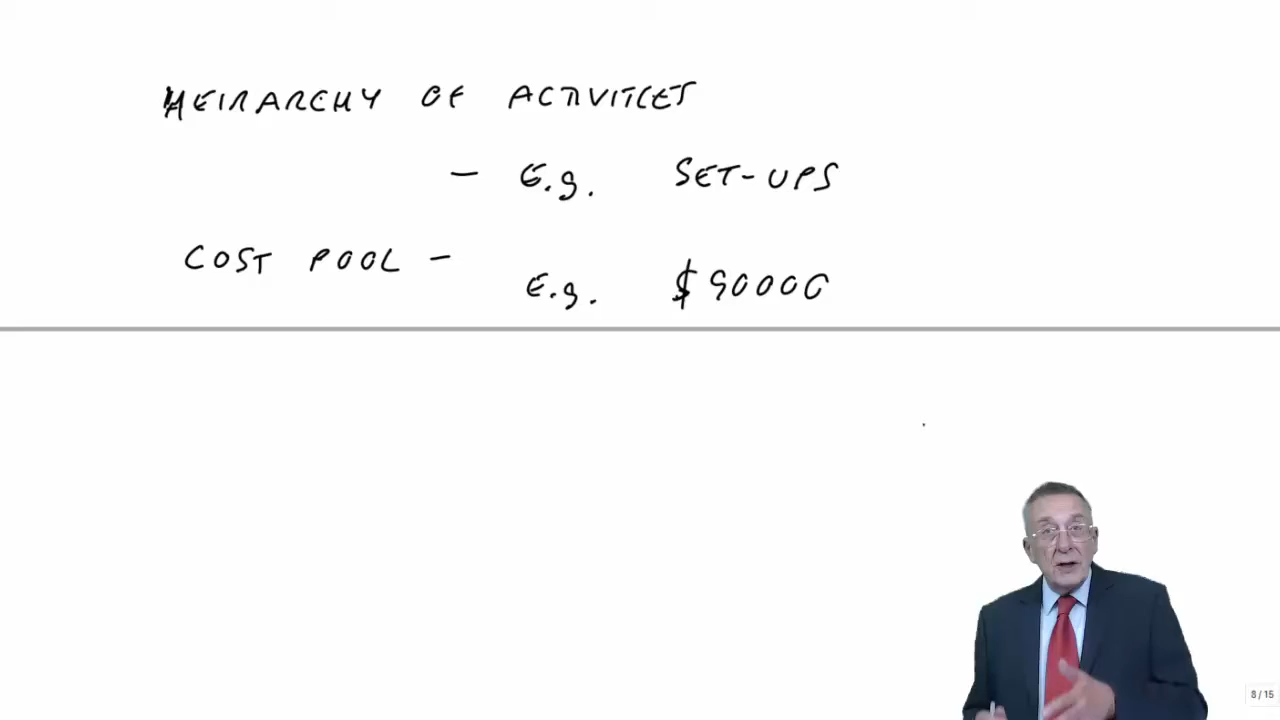 HEIRARCHY OF ACTIVITIES
- E.g. SET-UPS
COST POOL -
E.g. $90000
8 / 15